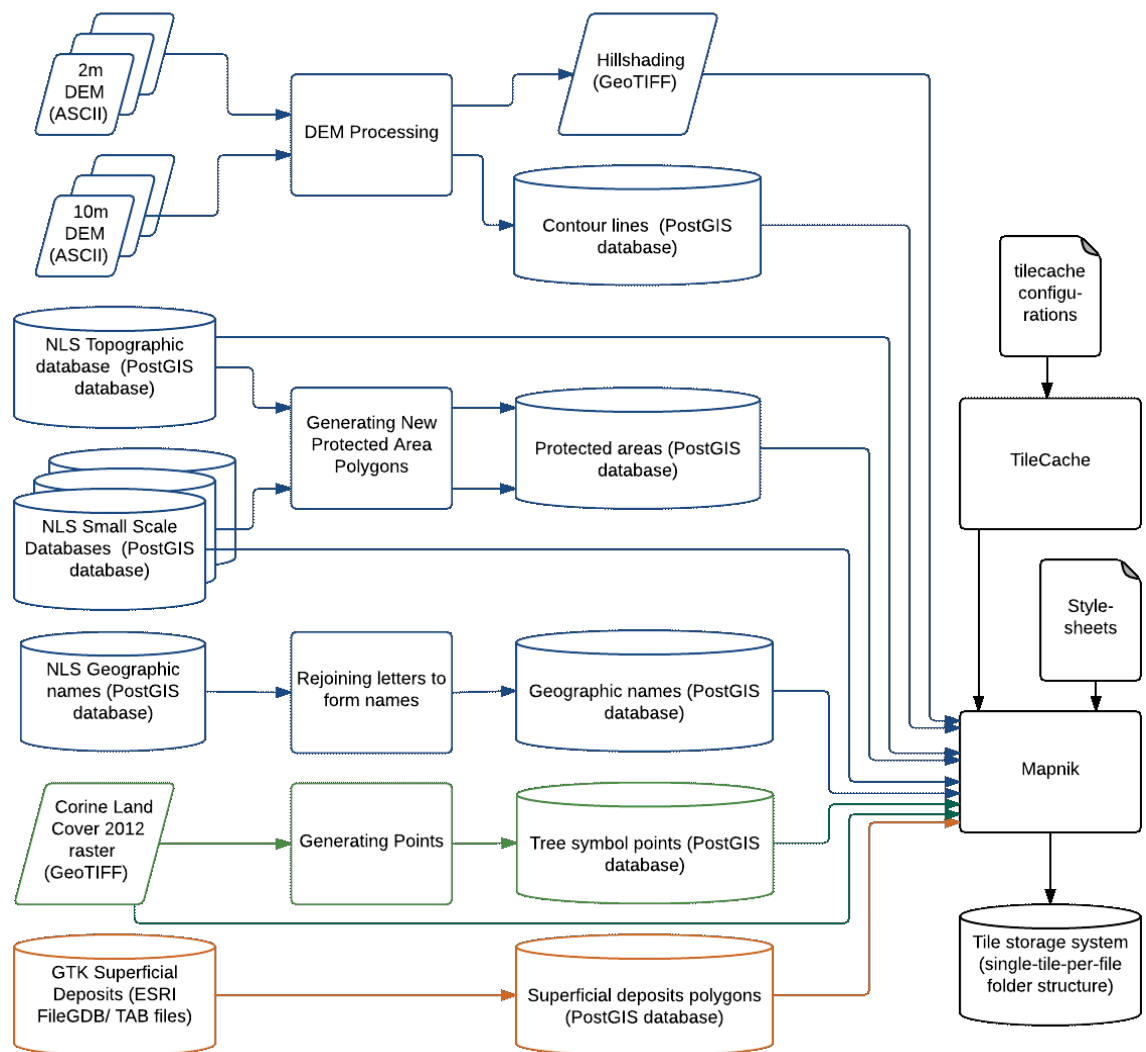 2m
DEM
(ASCII)
DEM Processing
Hillshading
(GeoTIFF)
10m
DEM
(ASCII)
Contour lines (PostGIS
database)
tilecache
configu-
rations
NLS Topographic
database (PostGIS
database)
Generating New
Protected Area
Polygons
Protected areas (PostGIS
database)
TileCache
NLS Small Scale
Databases (PostGIS
database)
Style-
sheets
NLS Geographic
names (PostGIS
database)
Rejoining letters to
form names
Geographic names (PostGIS
database)
Mapnik
Corine Land
Cover 2012
raster
(GeoTIFF)
Generating Points
Tree symbol points (PostGIS
database)
GTK Superficial
Deposits (ESRI
FileGDB/ TAB files)
Superficial deposits polygons
(PostGIS database)
Tile storage system
(single-tile-per-file
folder structure)